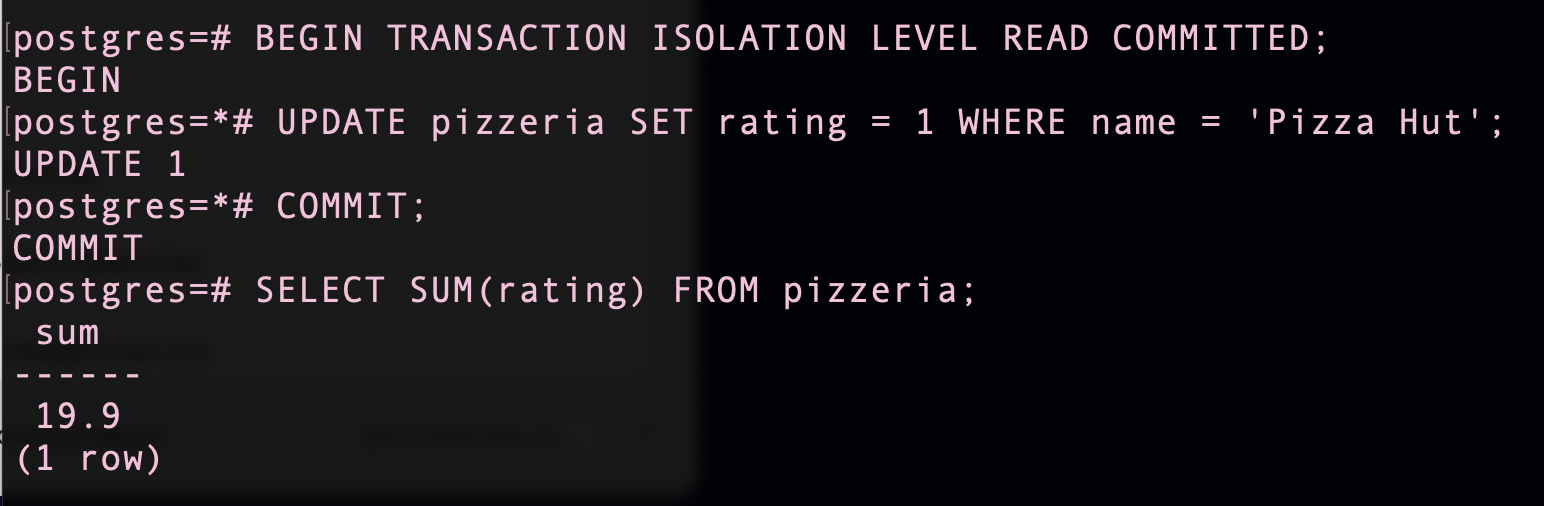 postgres=# BEGIN TRANSACTION ISOLATION LEVEL READ COMMITTED;
BEGIN
postgres=*# UPDATE pizzeria SET rating = 1 WHERE name = 'Pizza Hut';
UPDATE 1
postgres=*# COMMIT;
COMMIT
postgres=# SELECT SUM(rating) FROM pizzeria;
 sum
------
 19.9
(1 row)